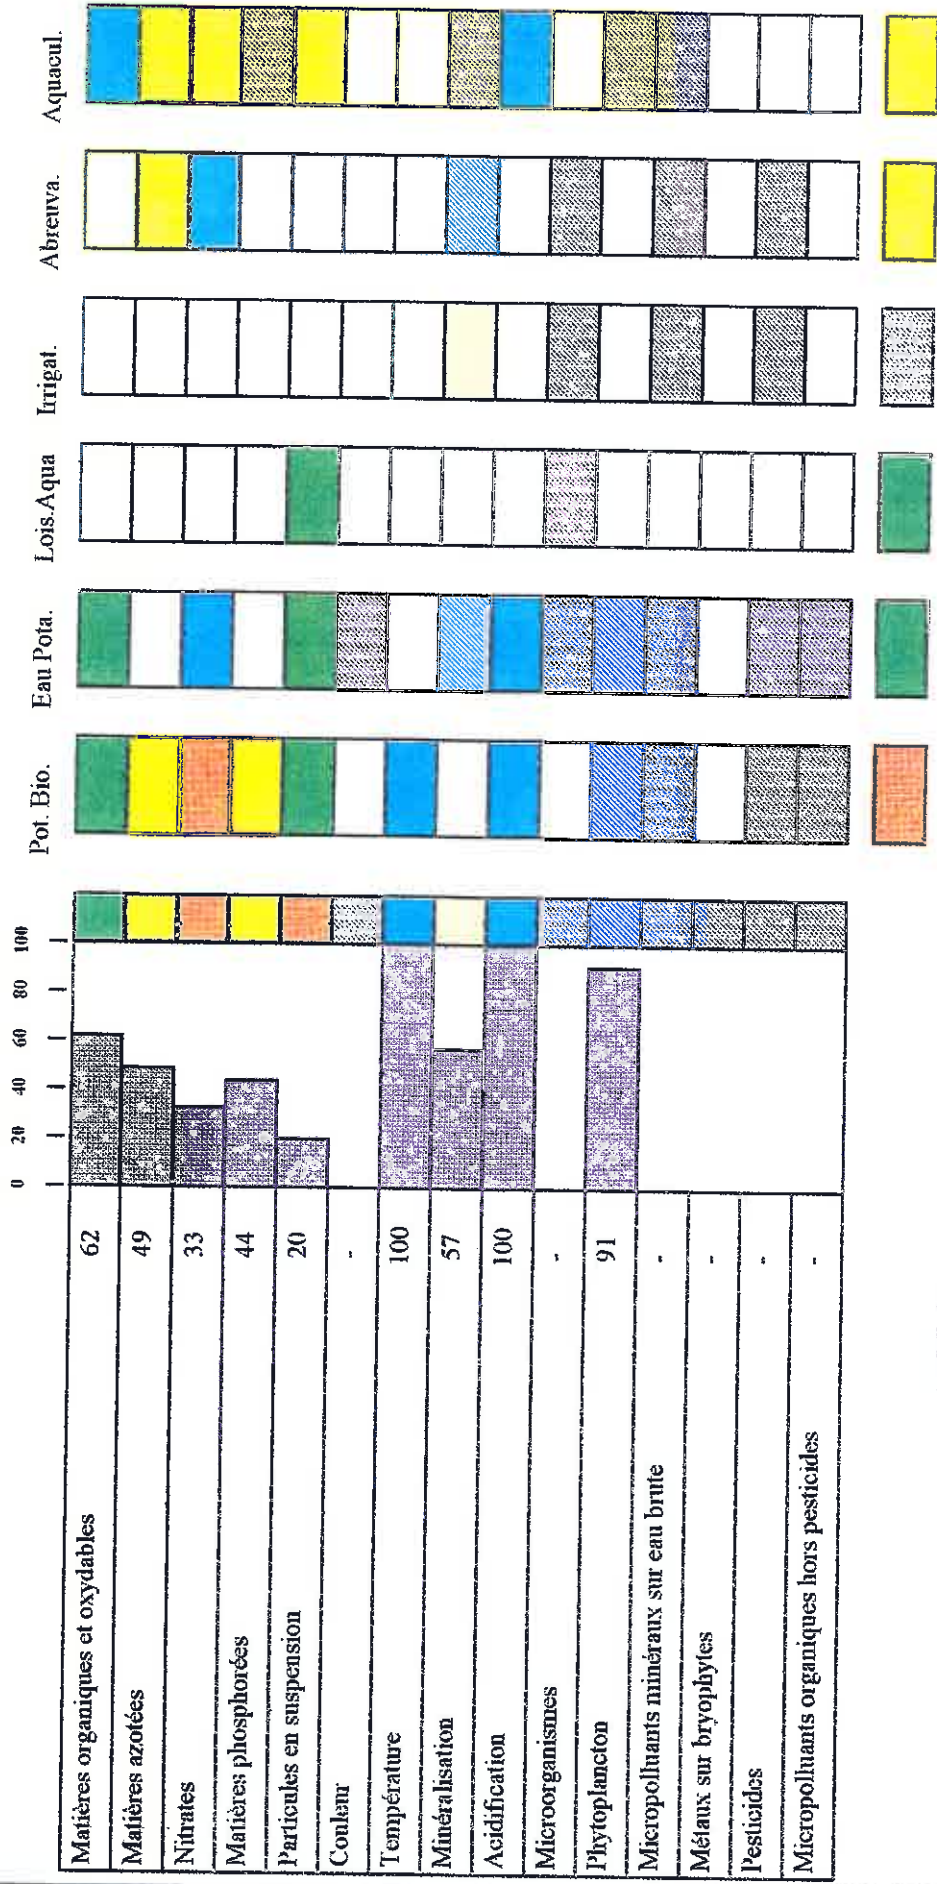 Pot. Bio.
Eau Pota.
Lois.Aqua
Irrigat.
Abreuva.
Aquacul.
0 20 40 60 80 100
Matières organiques et oxydables 62
Matières azotées 49
Nitrates 33
Matières phosphorées 44
Particules en suspension 20
Couleur -
Température 100
Minéralisation 57
Acidification 100
Microorganismes -
Phytoplancton 91
Micropolluants minéraux sur eau brute -
Métaux sur bryophytes -
Pesticides -
Micropolluants organiques hors pesticides -